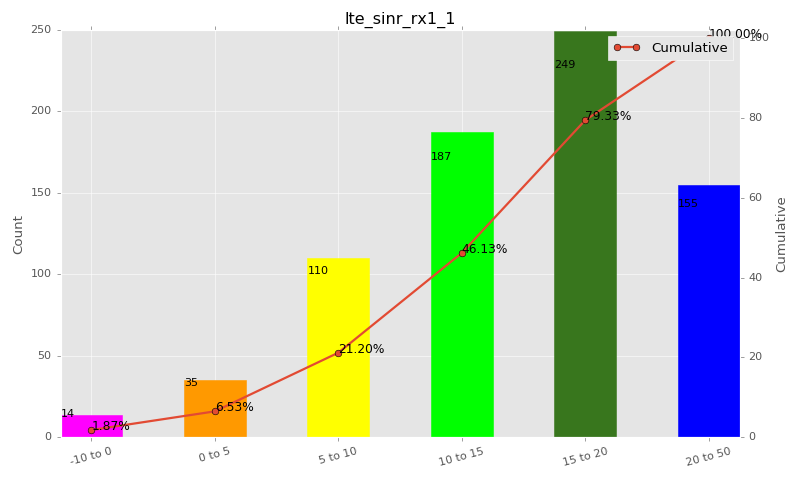 lte_sinr_rx1_1
250
200
150
100
50
0
Count
100
80
60
40
20
0
Cumulative
Cumulative
14
35
110
187
249
155
1.87%
6.53%
21.20%
46.13%
79.33%
100.00%
-10 to 0
0 to 5
5 to 10
10 to 15
15 to 20
20 to 50